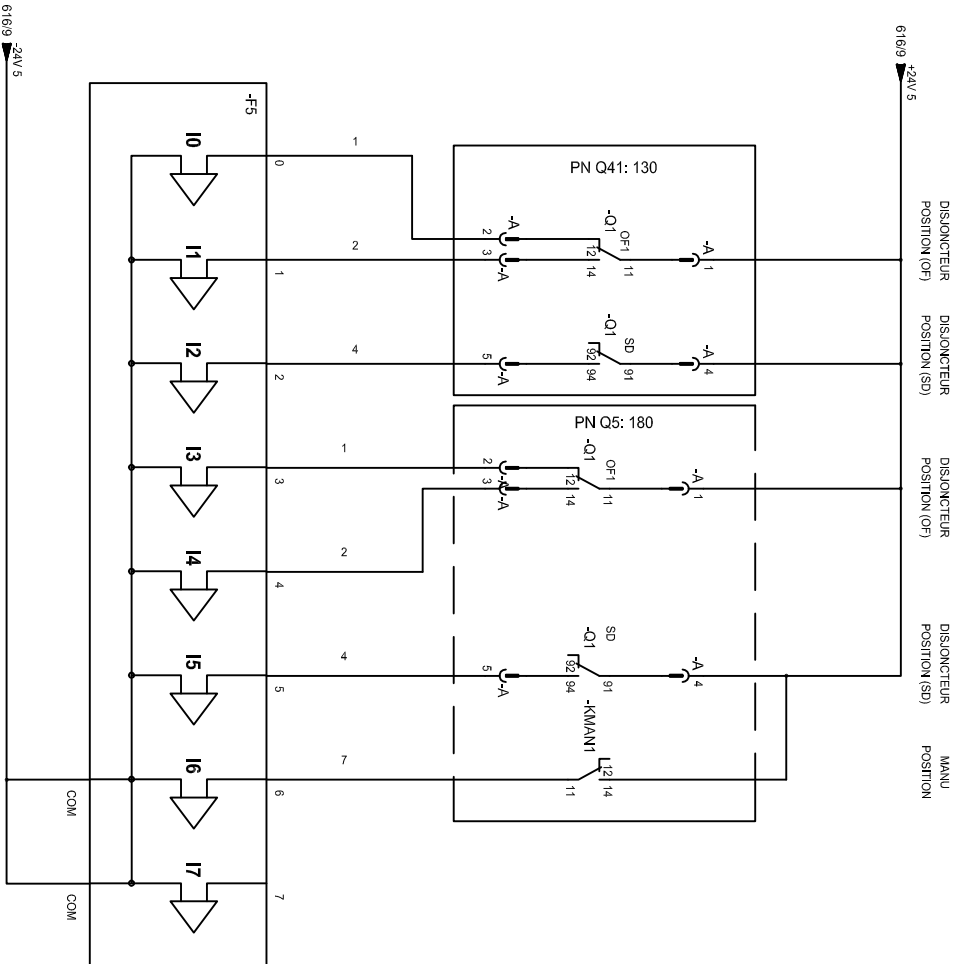 616/9
+24V 5
DISJONCTEUR
POSITION (OF)
DISJONCTEUR
POSITION (SD)
DISJONCTEUR
POSITION (OF)
DISJONCTEUR
POSITION (SD)
MANU
POSITION
PN Q41: 130
-A
1
-Q1
OF1
11
12
14
-A
2
3
-A
-A
4
-Q1
SD
91
92
94
5
-A
PN Q5: 180
-A
1
-Q1
OF1
11
12
14
2
3
-A
-A
-A
4
-Q1
SD
91
92
94
5
-A
-KMAN1
12
14
11
1
2
4
1
2
4
7
-F5
0
1
2
3
4
5
6
7
I0
I1
I2
I3
I4
I5
I6
I7
COM
COM
616/9
-24V 5